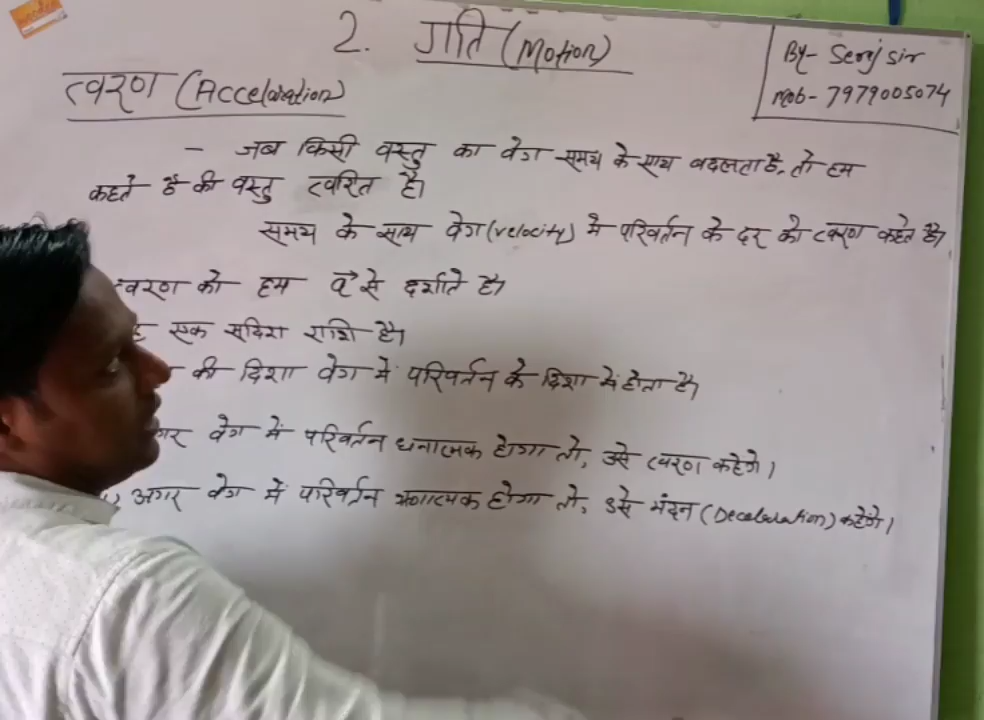 2. गति (Motion)
By- Seraj sir
Mob- 7979005074
त्वरण (Acceleration)
- जब किसी वस्तु का वेग समय के साथ बदलता है, तो हम
कहते है की वस्तु त्वरित है।
समय के साथ वेग (velocity) मे परिवर्तन के दर को त्वरण कहते है।
त्वरण को हम a⃗ से दर्शाते है।
एक सदिश राशि है।
की दिशा वेग में परिवर्तन के दिशा में होता है।
वेग में परिवर्तन धनात्मक होगा तो, उसे त्वरण कहेगे।
अगर वेग में परिवर्तन ऋणात्मक होगा तो, उसे मंदन (Deceleration) कहेंगे।